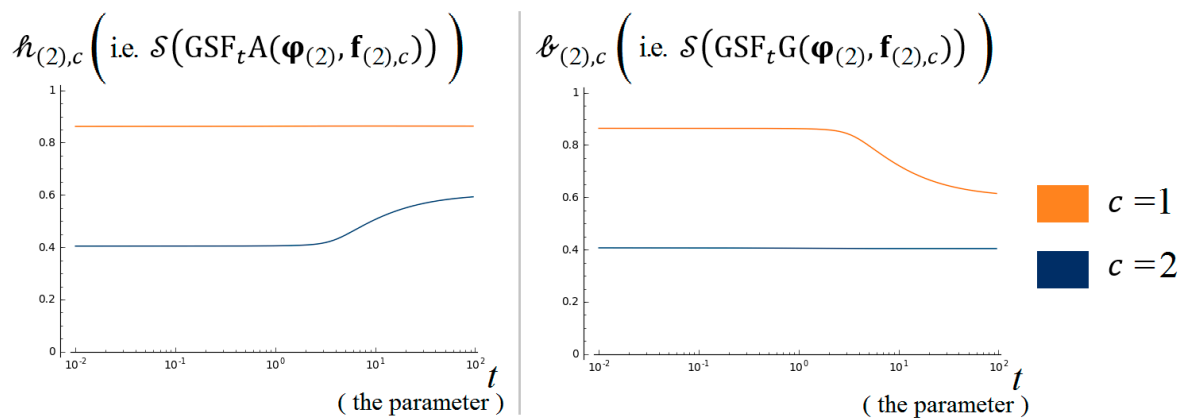 𝒽(2),c ( i.e. 𝒮(GSFₜA(𝛗(2), 𝐟(2),c)) )
1
0.8
0.6
0.4
0.2
0
10⁻² 10⁻¹ 10⁰ 10¹ 10² t
( the parameter )
𝒷(2),c ( i.e. 𝒮(GSFₜG(𝛗(2), 𝐟(2),c)) )
1
0.8
0.6
0.4
0.2
0
10⁻² 10⁻¹ 10⁰ 10¹ 10² t
( the parameter )
c =1
c =2